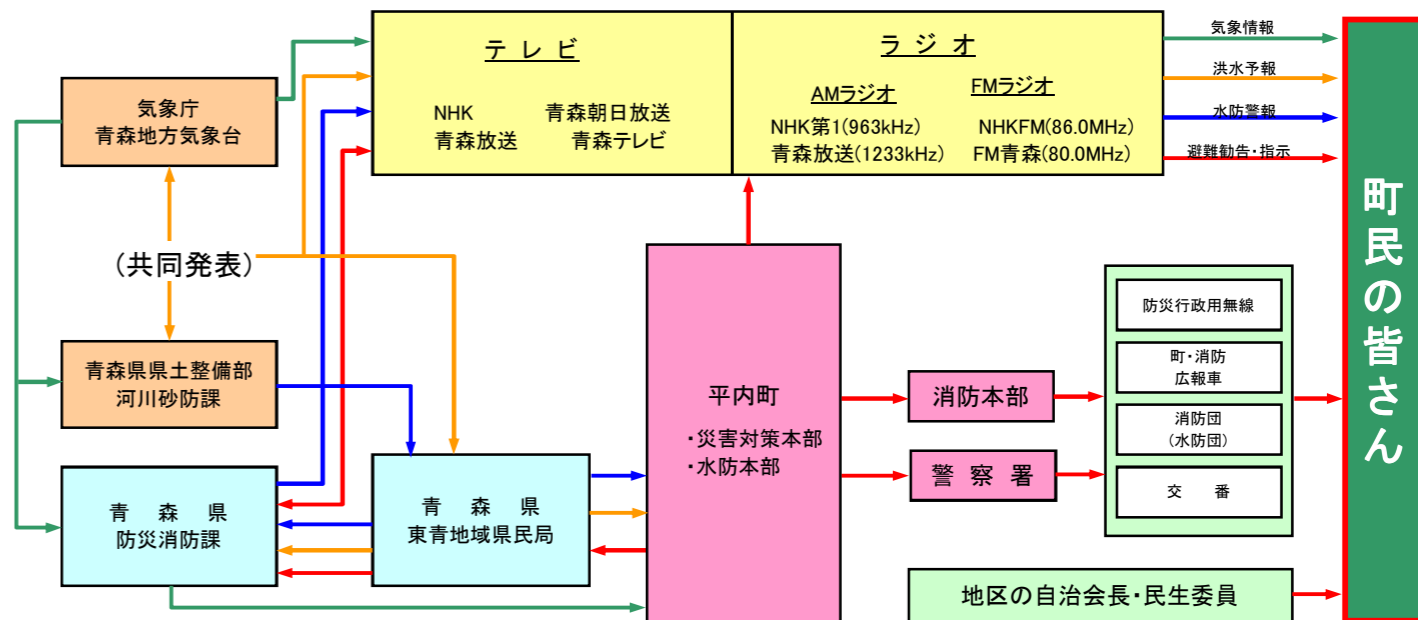 テレビ
NHK 青森朝日放送
青森放送 青森テレビ
ラジオ
AMラジオ
NHK第1(963kHz)
青森放送(1233kHz)
FMラジオ
NHKFM(86.0MHz)
FM青森(80.0MHz)
気象情報
洪水予報
水防警報
避難勧告・指示
気象庁
青森地方気象台
(共同発表)
青森県県土整備部
河川砂防課
青森県
防災消防課
青森県
東青地域県民局
平内町
・災害対策本部
・水防本部
消防本部
警察署
防災行政用無線
町・消防
広報車
消防団
(水防団)
交番
地区の自治会長・民生委員
町民の皆さん